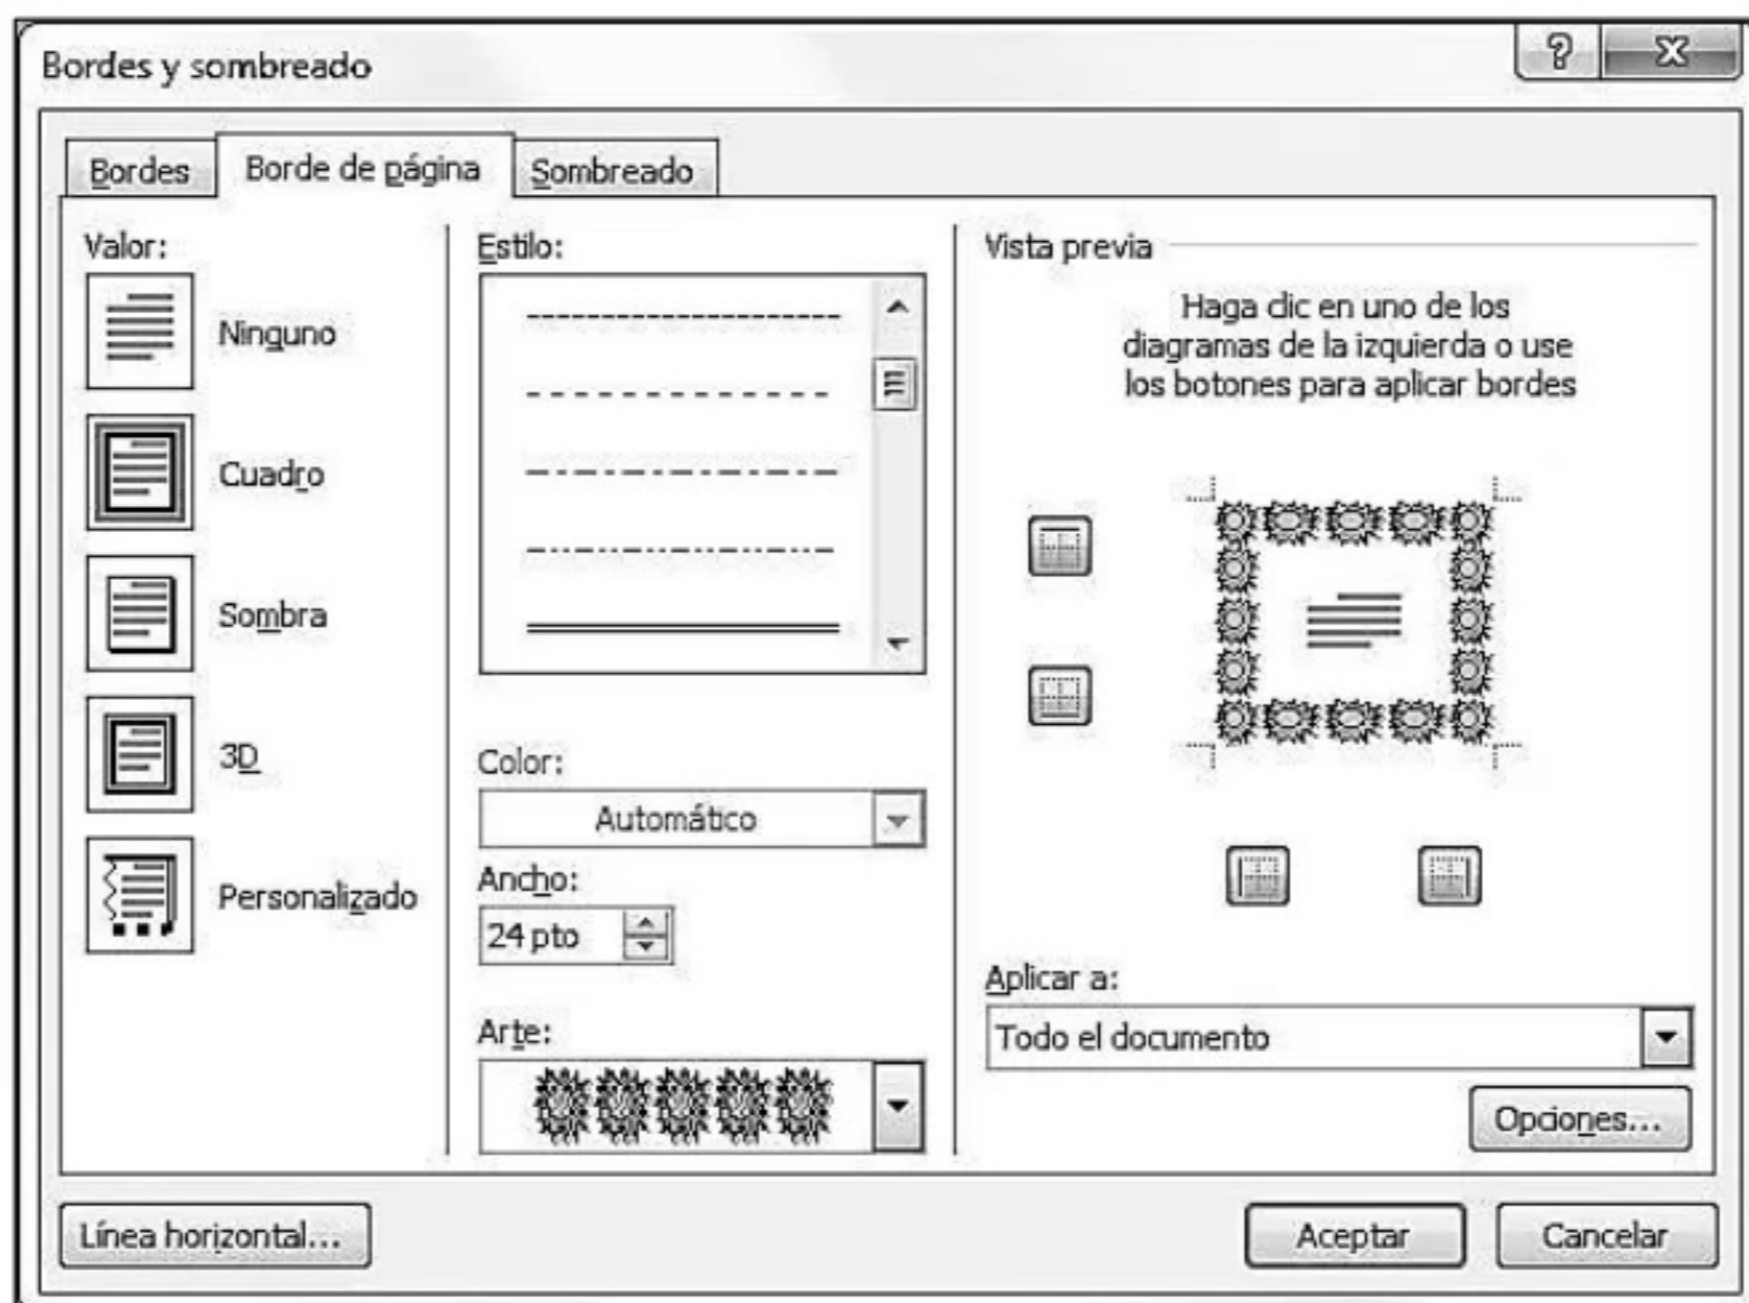 Bordes y sombreado
Bordes
Borde de página
Sombreado
Valor:
Ninguno
Cuadro
Sombra
3D
Personalizado
Estilo:
Color:
Automático
Ancho:
24 pto
Arte:
Vista previa
Haga clic en uno de los
diagramas de la izquierda o use
los botones para aplicar bordes
Aplicar a:
Todo el documento
Opciones...
Línea horizontal...
Aceptar
Cancelar